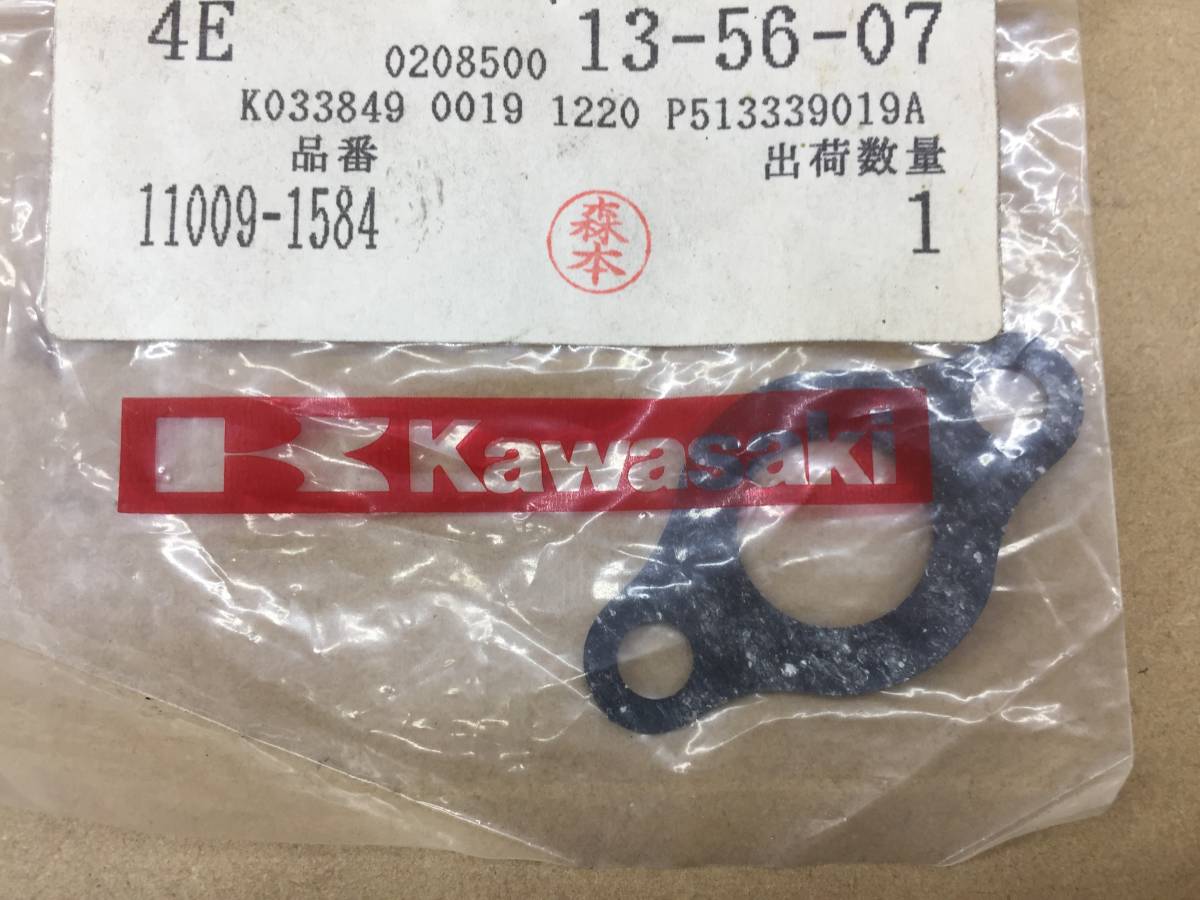 4E 0208500 13-56-07
K033849 0019 1220 P513339019A
品番 出荷数量
11009-1584 森本 1
Kawasaki